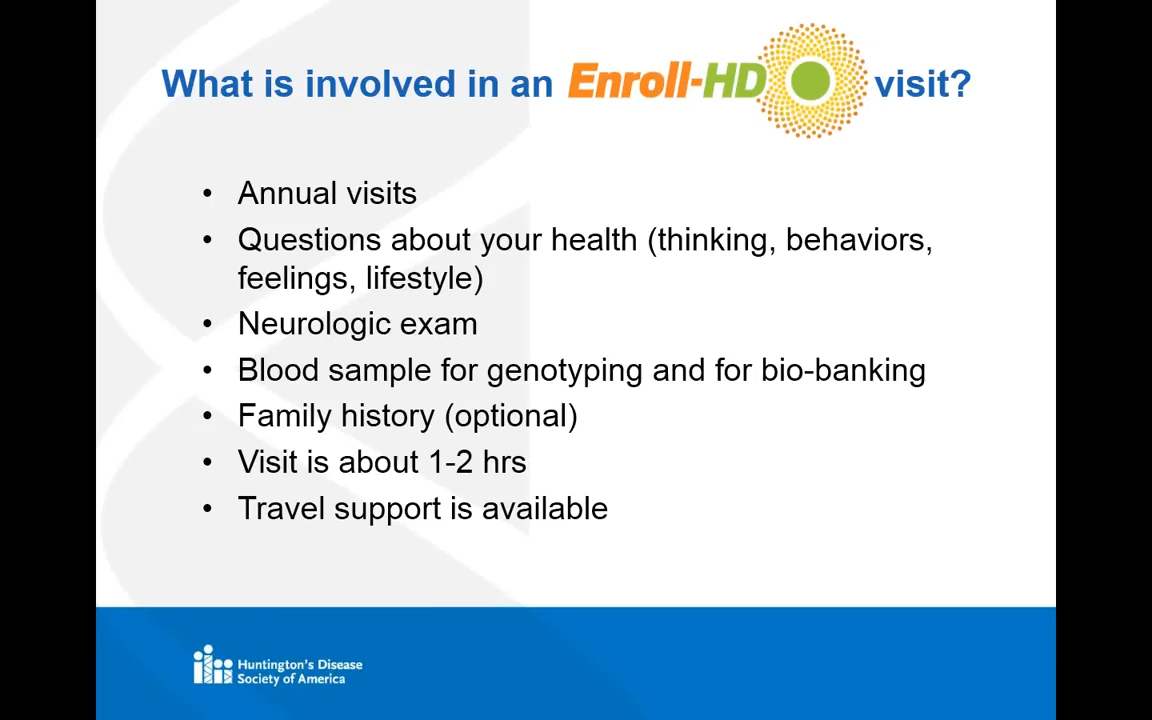 What is involved in an Enroll-HD visit?
• Annual visits
• Questions about your health (thinking, behaviors,
feelings, lifestyle)
• Neurologic exam
• Blood sample for genotyping and for bio-banking
• Family history (optional)
• Visit is about 1-2 hrs
• Travel support is available
Huntington's Disease
Society of America